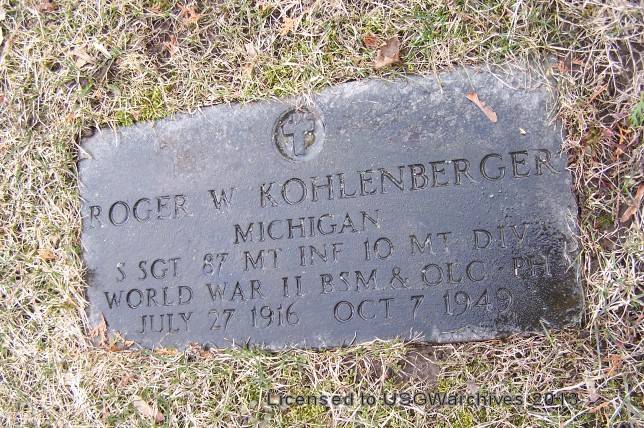 ROGER W KOHLENBERGER
MICHIGAN
S SGT 87 MT INF 10 MT DIV
WORLD WAR II BSM & OLC - PH
JULY 27 1916 OCT 7 1949
Licensed to USGWarchives 2013